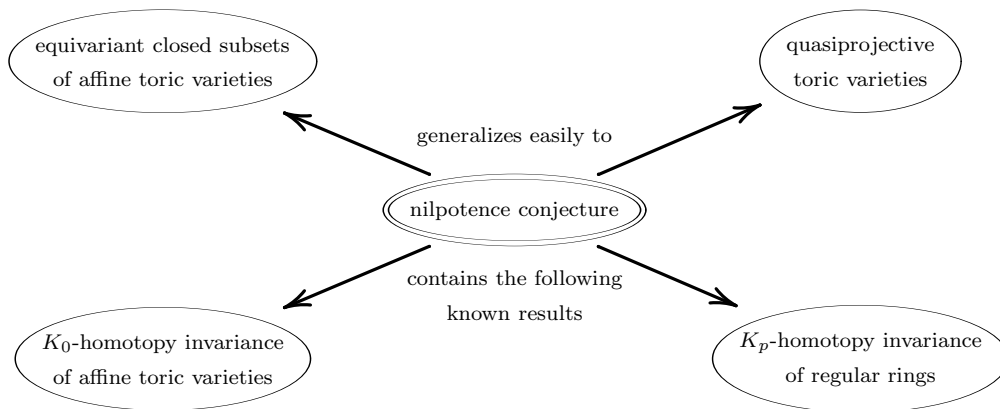 equivariant closed subsets
of affine toric varieties
quasiprojective
toric varieties
generalizes easily to
nilpotence conjecture
contains the following
known results
K₀-homotopy invariance
of affine toric varieties
Kₚ-homotopy invariance
of regular rings